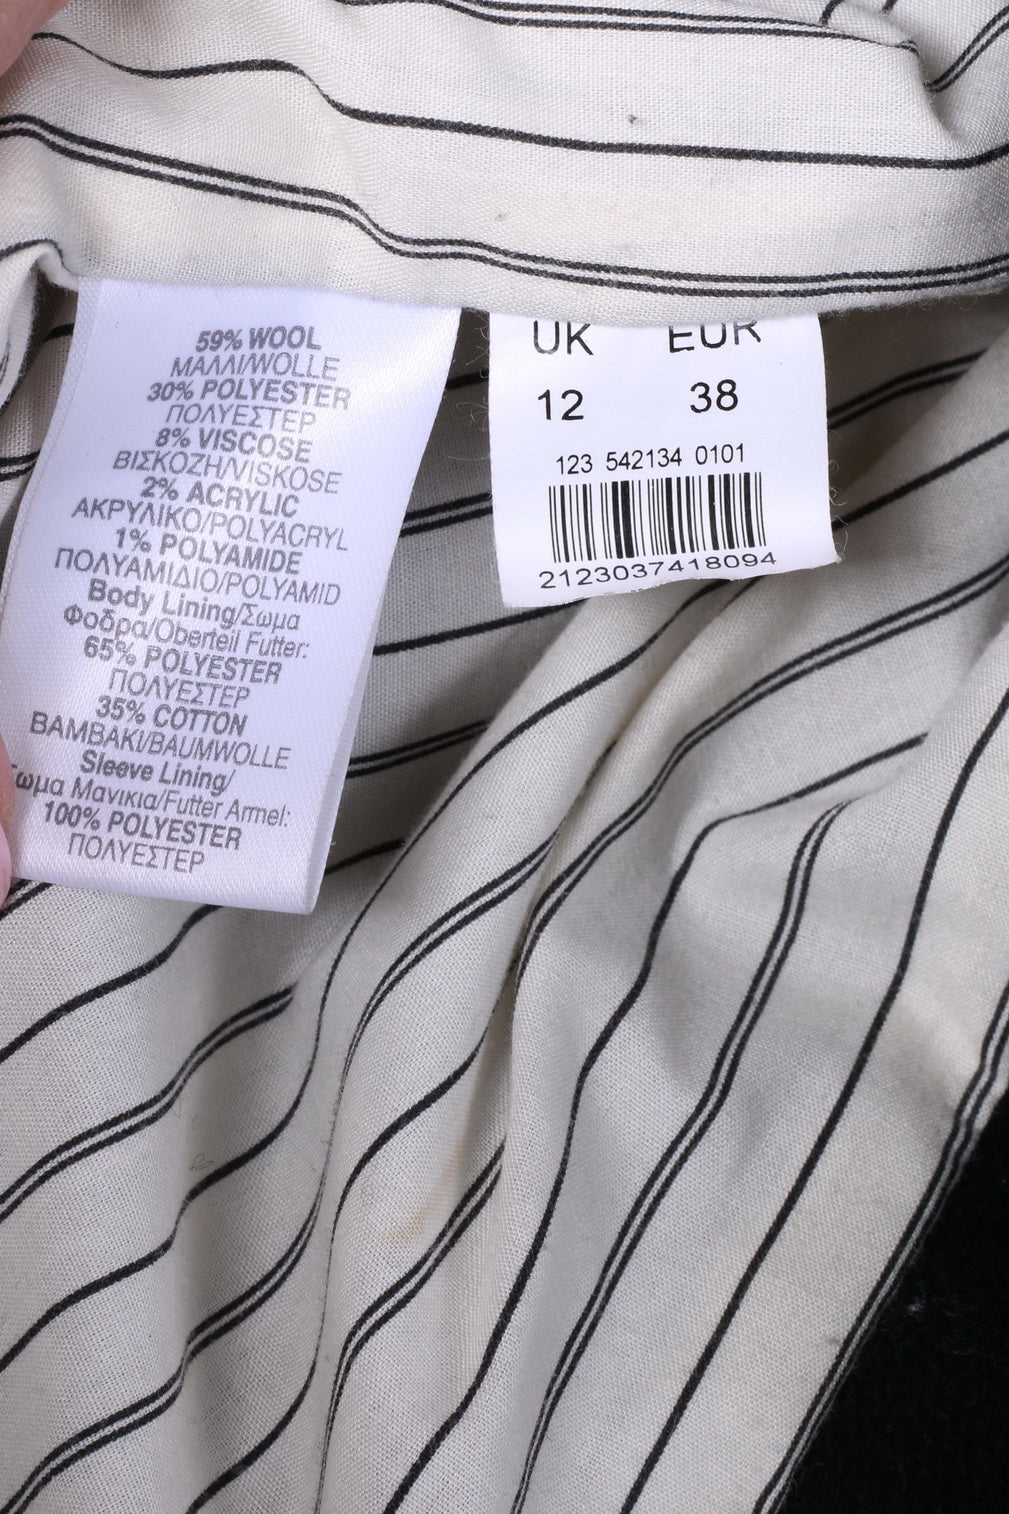 59% WOOL
ΜΑΛΛΙ/WOLLE
30% POLYESTER
ΠΟΛΥΕΣΤΕΡ
8% VISCOSE
ΒΙΣΚΟΖΗ/VISKOSE
2% ACRYLIC
ΑΚΡΥΛΙΚΟ/POLYACRYL
1% POLYAMIDE
ΠΟΛΥΑΜΙΔΙΟ/POLYAMID
Body Lining/Σωμα
Φοδρα/Oberteil Futter:
65% POLYESTER
ΠΟΛΥΕΣΤΕΡ
35% COTTON
ΒΑΜΒΑΚΙ/BAUMWOLLE
Sleeve Lining/
Σωμα Μανικια/Futter Armel:
100% POLYESTER
ΠΟΛΥΕΣΤΕΡ
UK EUR
12 38
123 542134 0101
2123037418094